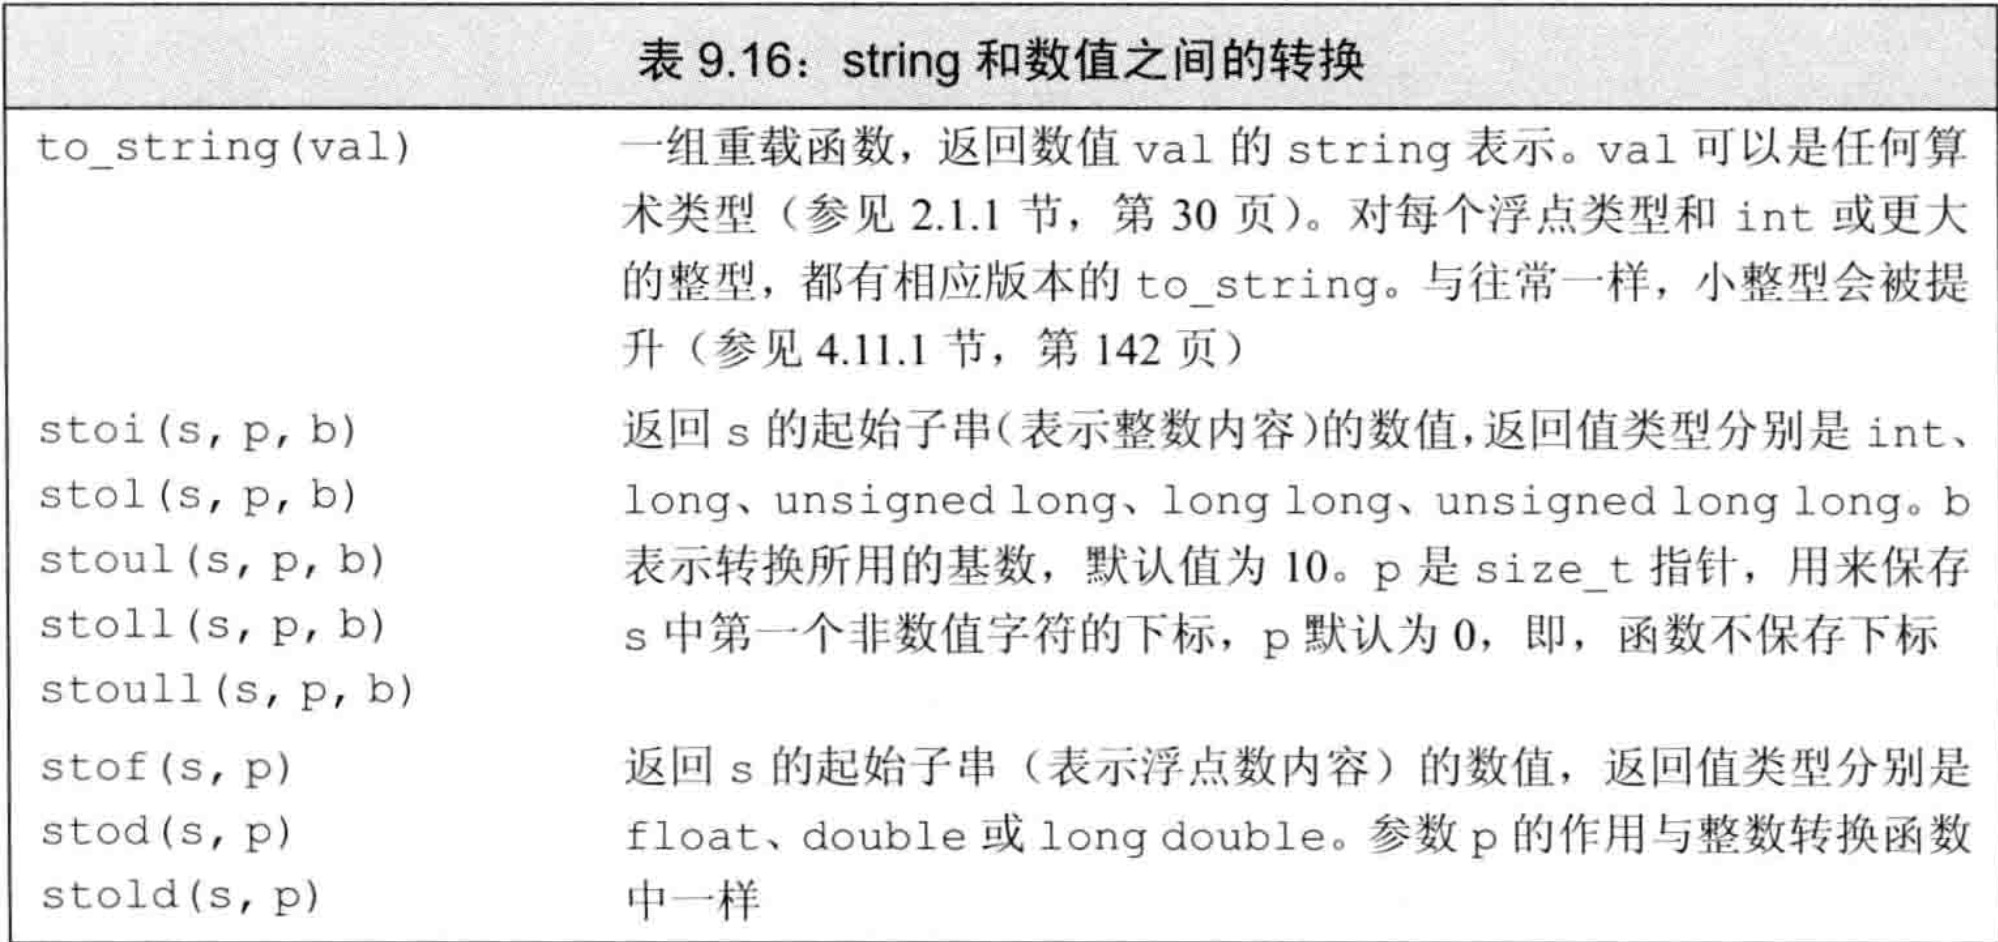 表 9.16：string 和数值之间的转换
to_string(val) 一组重载函数，返回数值 val 的 string 表示。val 可以是任何算
术类型（参见 2.1.1 节，第 30 页）。对每个浮点类型和 int 或更大
的整型，都有相应版本的 to_string。与往常一样，小整型会被提
升（参见 4.11.1 节，第 142 页）
stoi(s, p, b) 返回 s 的起始子串（表示整数内容）的数值，返回值类型分别是 int、
stol(s, p, b) long、unsigned long、long long、unsigned long long。b
stoul(s, p, b) 表示转换所用的基数，默认值为 10。p 是 size_t 指针，用来保存
stoll(s, p, b) s 中第一个非数值字符的下标，p 默认为 0，即，函数不保存下标
stoull(s, p, b)
stof(s, p) 返回 s 的起始子串（表示浮点数内容）的数值，返回值类型分别是
stod(s, p) float、double 或 long double。参数 p 的作用与整数转换函数
stold(s, p) 中一样